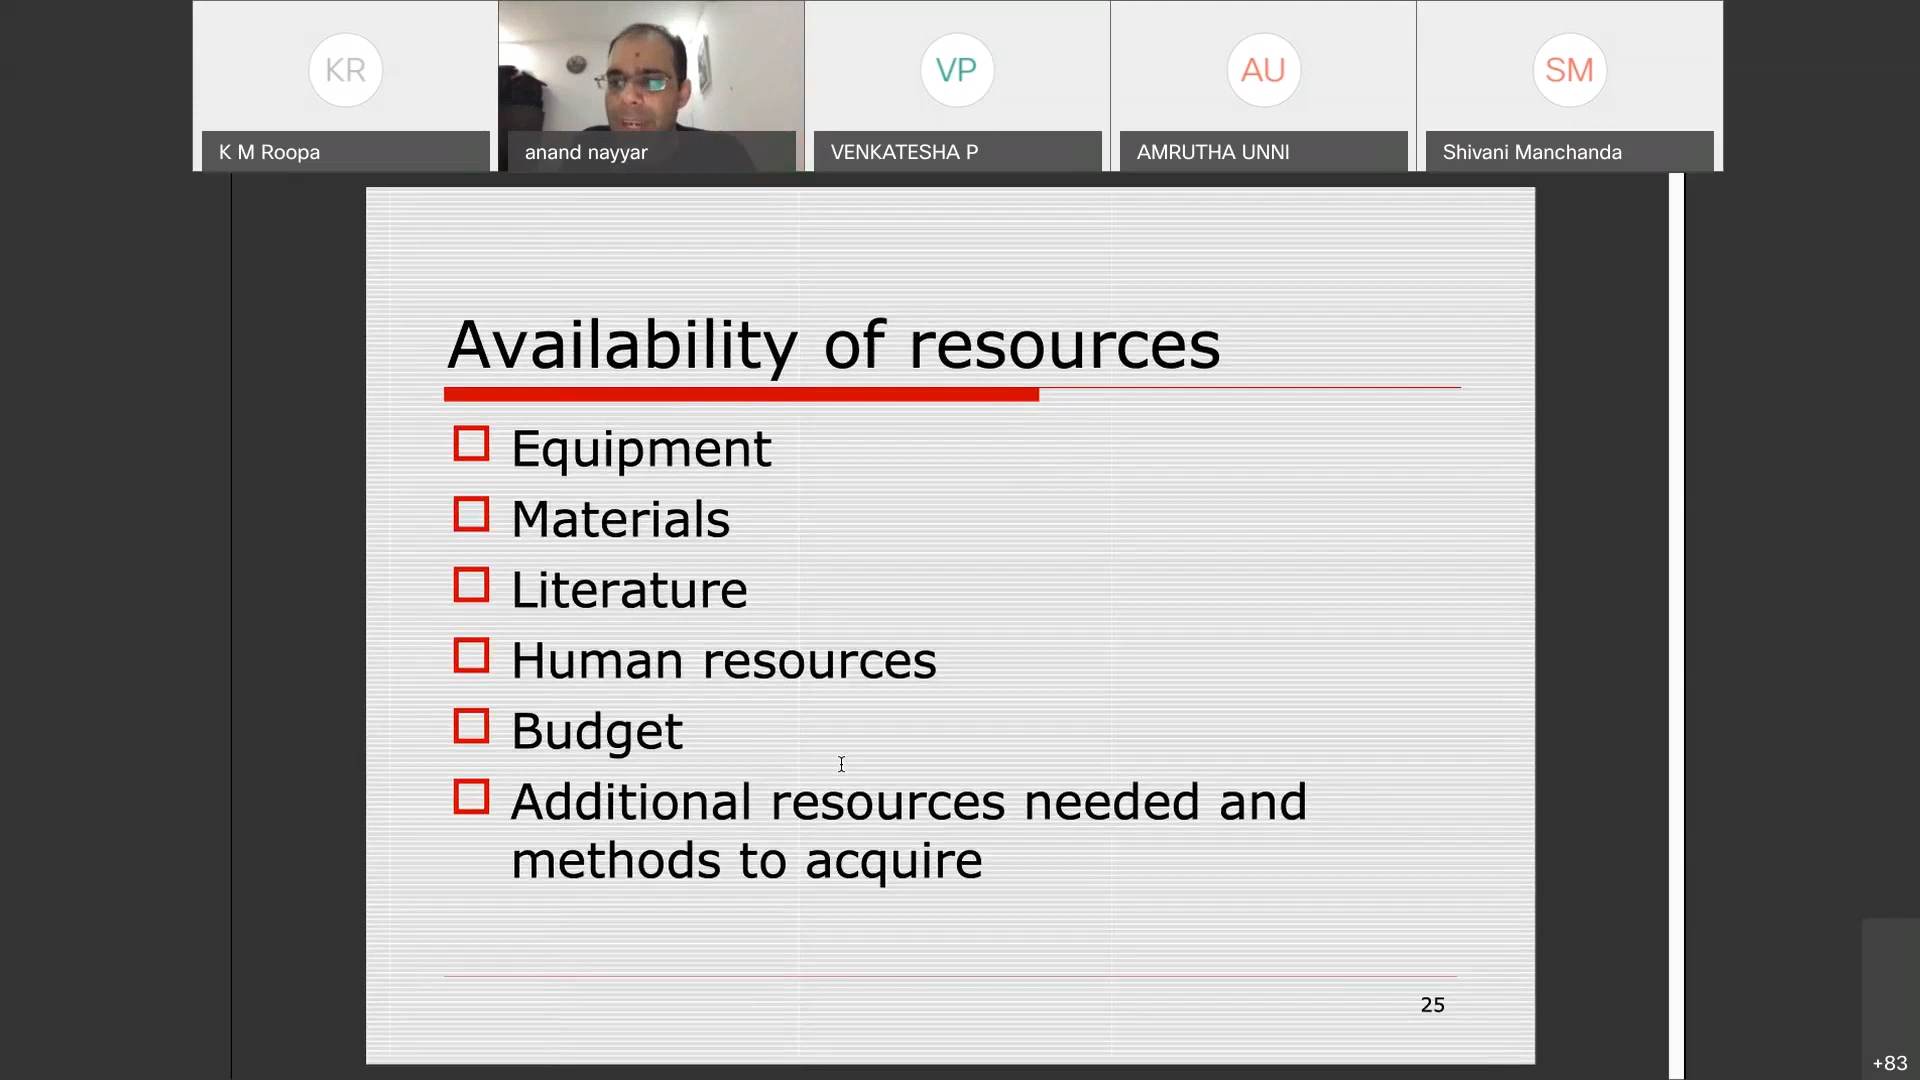 KR
VP
AU
SM
K M Roopa
anand nayyar
VENKATESHA P
AMRUTHA UNNI
Shivani Manchanda
Availability of resources
Equipment
Materials
Literature
Human resources
Budget
Additional resources needed and
methods to acquire
25
+83